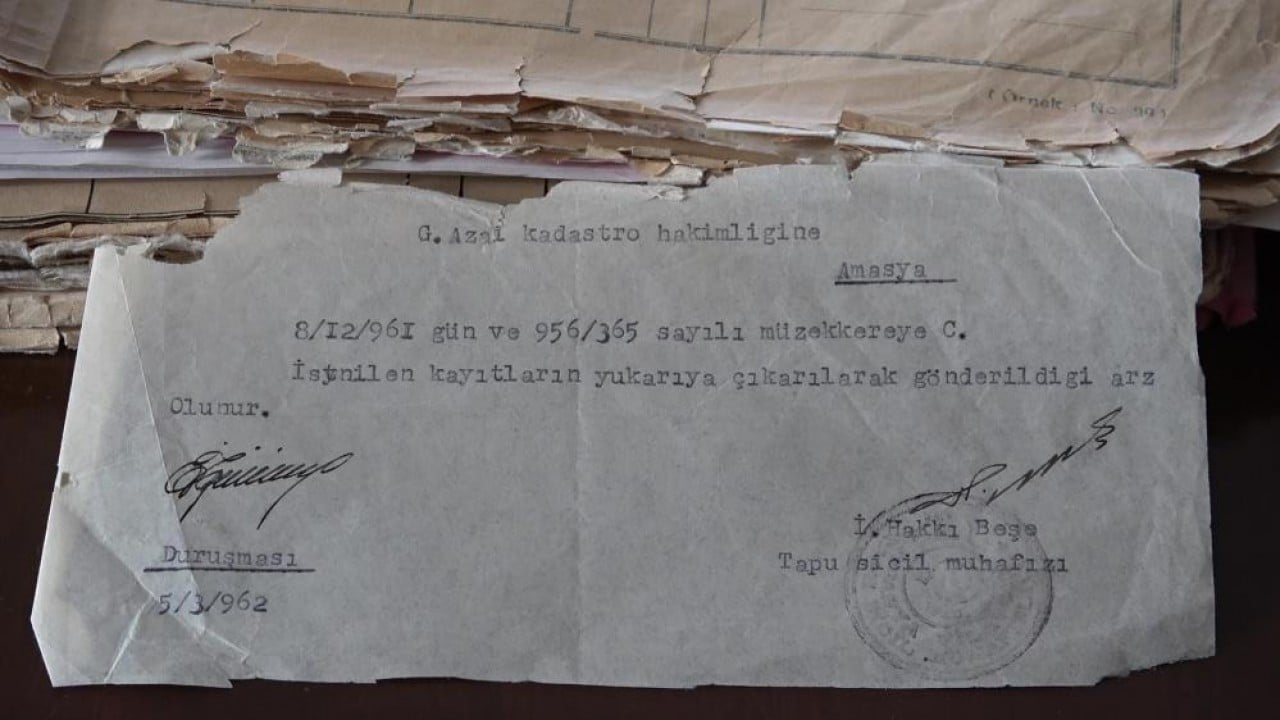 ( Örnek : No 99)
G. Azai kadastro hakimligine
Amasya
8/I2/96I gün ve 956/365 sayılı müzekkereye C.
İstnilen kayıtların yukarıya çıkarılarak gönderildigi arz
Olunur.
İ. Hakkı Beşe
Tapu sicil muhafızı
Duruşması
5/3/962